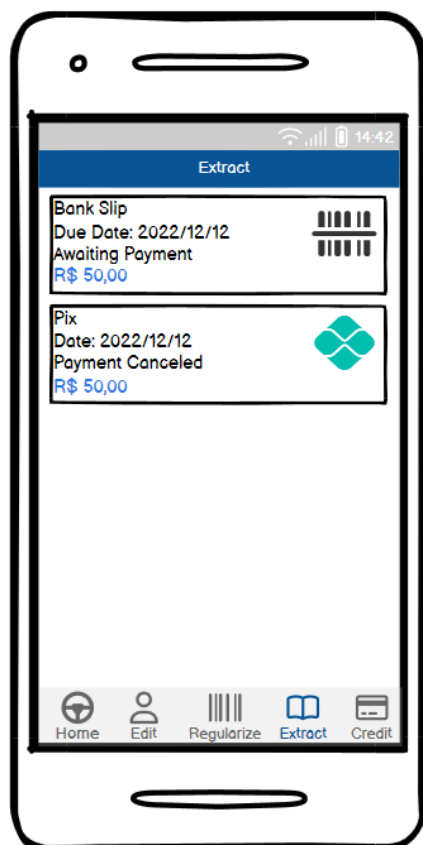 14:42
Extract
Bank Slip
Due Date: 2022/12/12
Awaiting Payment
R$ 50,00
Pix
Date: 2022/12/12
Payment Canceled
R$ 50,00
Home Edit Regularize Extract Credit